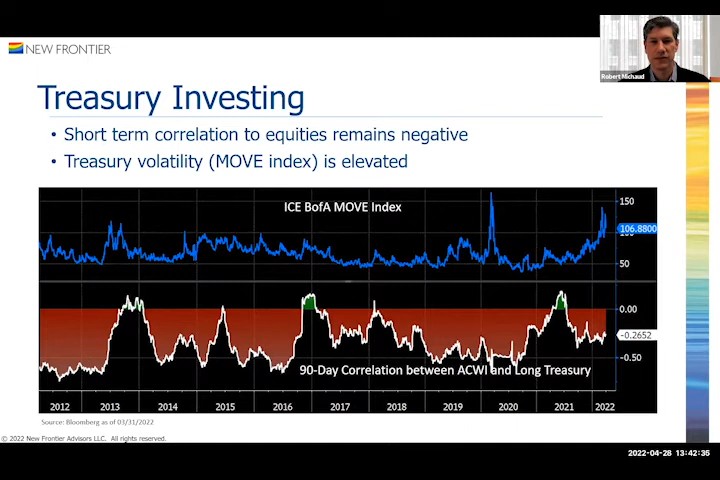 NEW FRONTIER
Robert Michaud
Treasury Investing
• Short term correlation to equities remains negative
• Treasury volatility (MOVE index) is elevated
ICE BofA MOVE Index
150
106.8800
100
50
0.00
-0.2652
-0.50
90-Day Correlation between ACWI and Long Treasury
2012 2013 2014 2015 2016 2017 2018 2019 2020 2021 2022
Source: Bloomberg as of 03/31/2022
© 2022 New Frontier Advisors LLC. All rights reserved.
2022-04-28 13:42:35